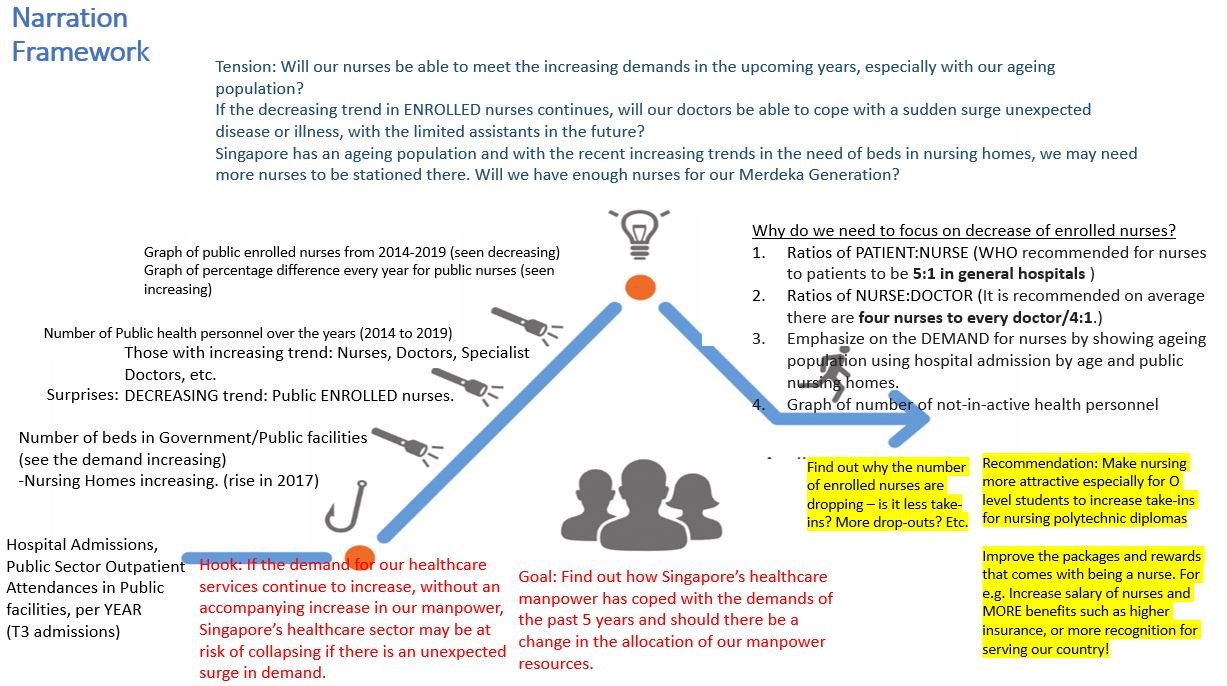 Narration
Framework
Tension: Will our nurses be able to meet the increasing demands in the upcoming years, especially with our ageing
population?
If the decreasing trend in ENROLLED nurses continues, will our doctors be able to cope with a sudden surge unexpected
disease or illness, with the limited assistants in the future?
Singapore has an ageing population and with the recent increasing trends in the need of beds in nursing homes, we may need
more nurses to be stationed there. Will we have enough nurses for our Merdeka Generation?
Graph of public enrolled nurses from 2014-2019 (seen decreasing)
Graph of percentage difference every year for public nurses (seen
increasing)
Number of Public health personnel over the years (2014 to 2019)
Those with increasing trend: Nurses, Doctors, Specialist
Doctors, etc.
Surprises: DECREASING trend: Public ENROLLED nurses.
Number of beds in Government/Public facilities
(see the demand increasing)
-Nursing Homes increasing. (rise in 2017)
Hospital Admissions,
Public Sector Outpatient
Attendances in Public
facilities, per YEAR
(T3 admissions)
Hook: If the demand for our healthcare
services continue to increase, without an
accompanying increase in our manpower,
Singapore's healthcare sector may be at
risk of collapsing if there is an unexpected
surge in demand.
Goal: Find out how Singapore's healthcare
manpower has coped with the demands of
the past 5 years and should there be a
change in the allocation of our manpower
resources.
Why do we need to focus on decrease of enrolled nurses?
1. Ratios of PATIENT:NURSE (WHO recommended for nurses
to patients to be 5:1 in general hospitals )
2. Ratios of NURSE:DOCTOR (It is recommended on average
there are four nurses to every doctor/4:1.)
3. Emphasize on the DEMAND for nurses by showing ageing
population using hospital admission by age and public
nursing homes.
4. Graph of number of not-in-active health personnel
Find out why the number
of enrolled nurses are
dropping – is it less take-
ins? More drop-outs? Etc.
Recommendation: Make nursing
more attractive especially for O
level students to increase take-ins
for nursing polytechnic diplomas
Improve the packages and rewards
that comes with being a nurse. For
e.g. Increase salary of nurses and
MORE benefits such as higher
insurance, or more recognition for
serving our country!